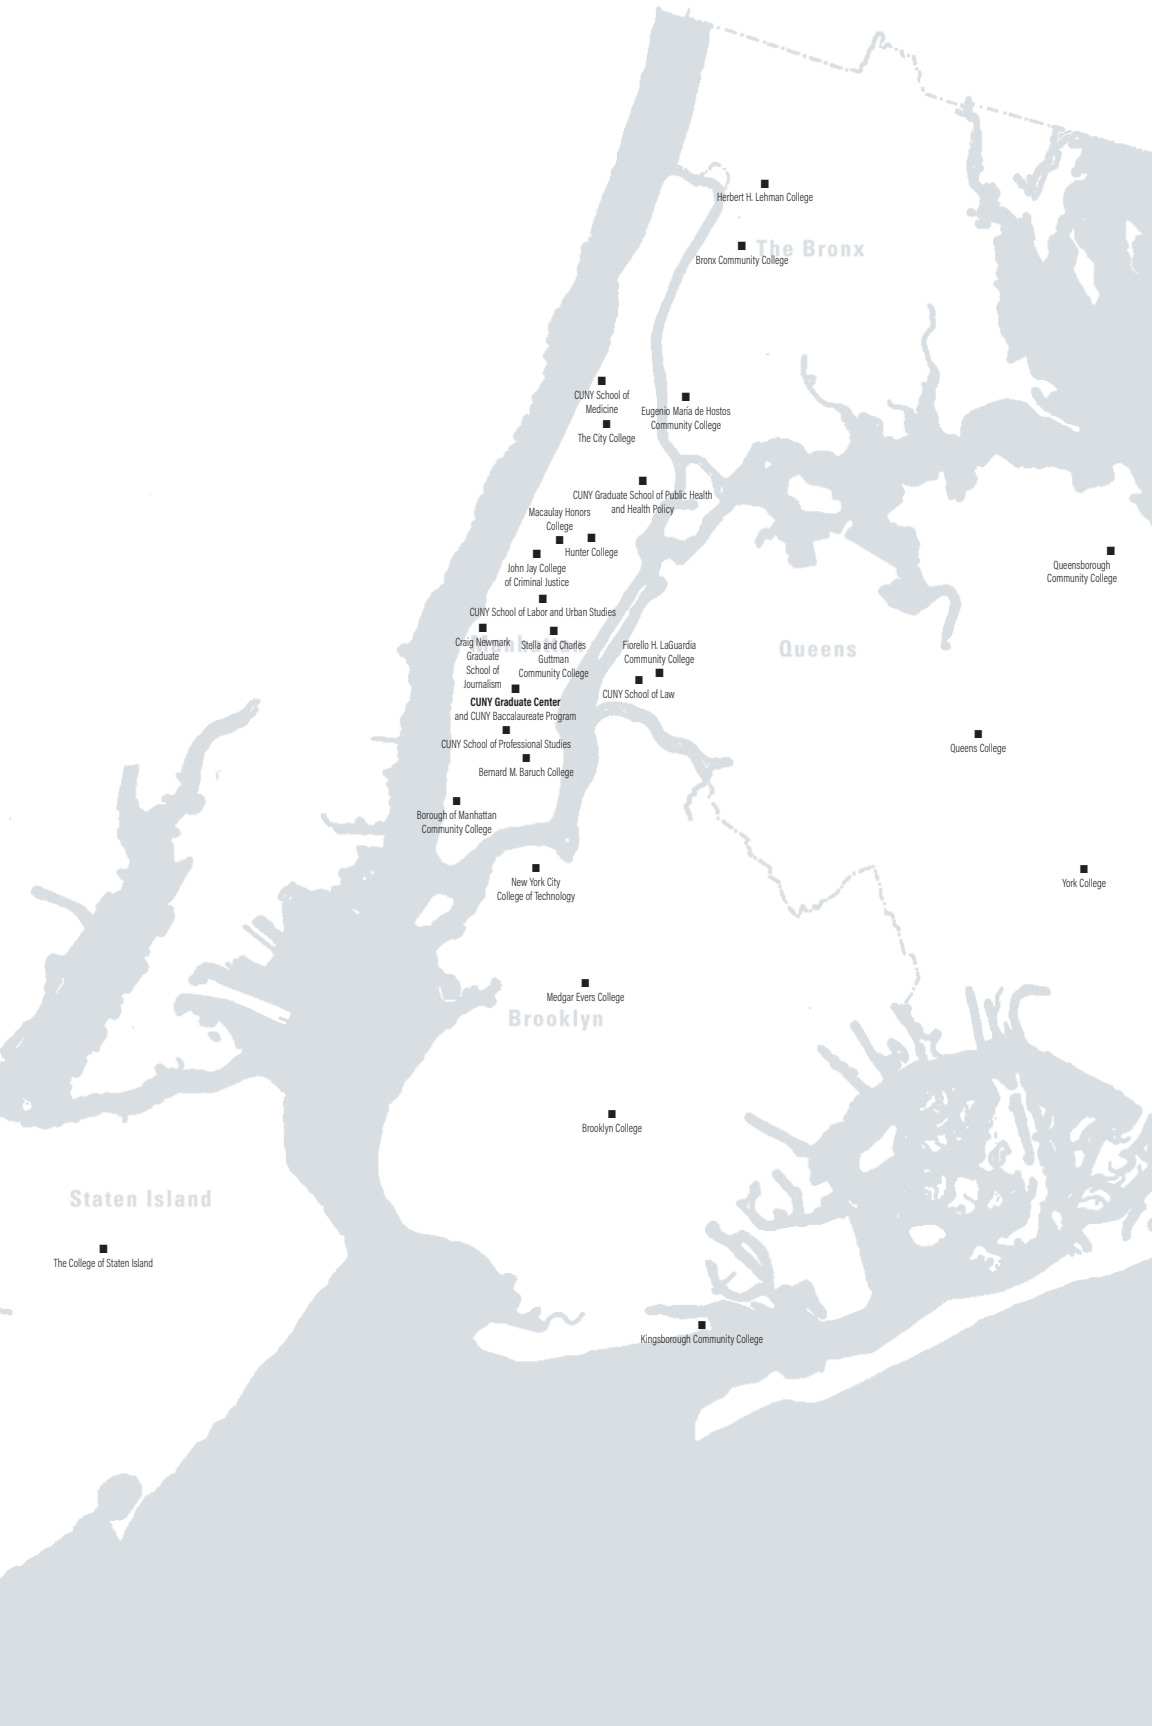 Herbert H. Lehman College
The Bronx
Bronx Community College
CUNY School of
Medicine
Eugenio María de Hostos
Community College
The City College
CUNY Graduate School of Public Health
and Health Policy
Macaulay Honors
College
Hunter College
John Jay College
of Criminal Justice
Queensborough
Community College
CUNY School of Labor and Urban Studies
Manhattan
Craig Newmark
Graduate
School of
Journalism
Stella and Charles
Guttman
Community College
Fiorello H. LaGuardia
Community College
Queens
CUNY School of Law
CUNY Graduate Center
and CUNY Baccalaureate Program
CUNY School of Professional Studies
Queens College
Bernard M. Baruch College
Borough of Manhattan
Community College
New York City
College of Technology
York College
Medgar Evers College
Brooklyn
Brooklyn College
Staten Island
The College of Staten Island
Kingsborough Community College